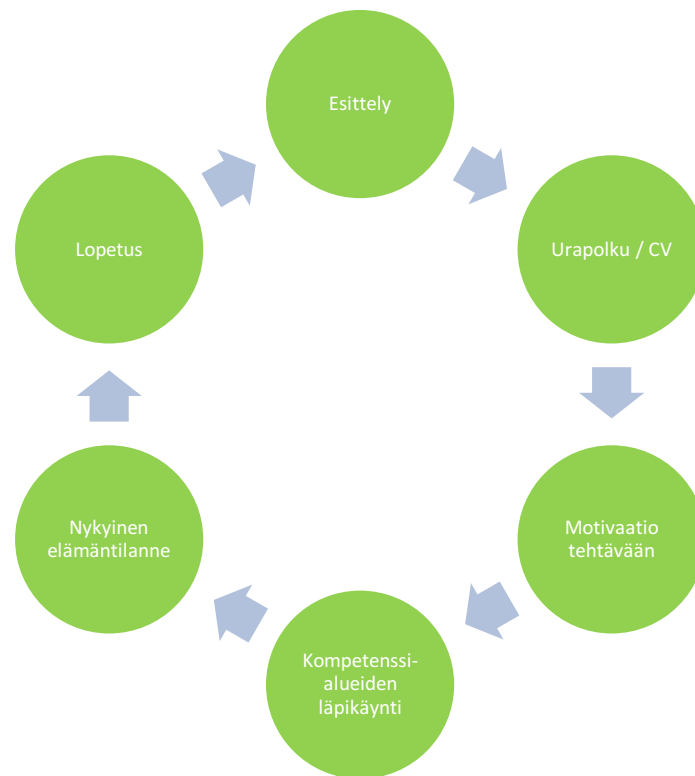 Esittely
Urapolku / CV
Motivaatio
tehtävään
Kompetenssi-
alueiden
läpikäynti
Nykyinen
elämäntilanne
Lopetus